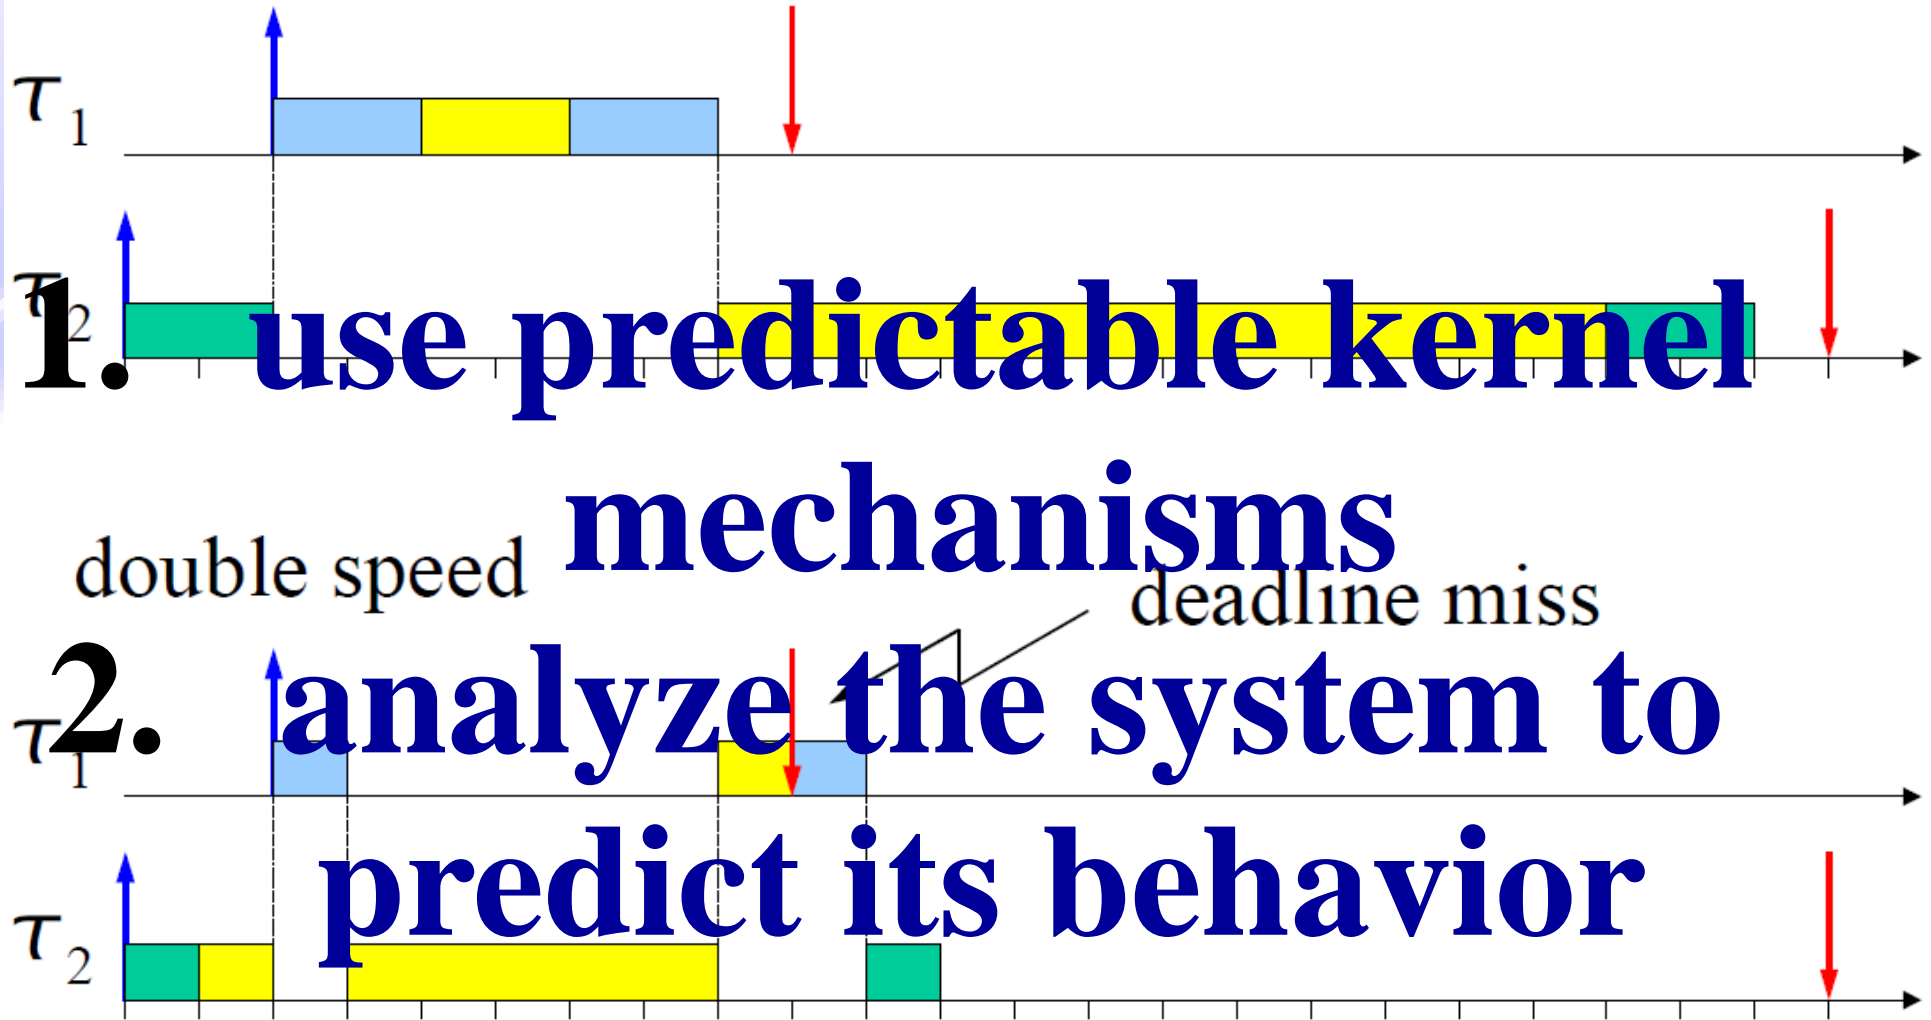 τ1
τ2
1. use predictable kernel
mechanisms
double speed
deadline miss
2. analyze the system to
τ1
predict its behavior
τ2